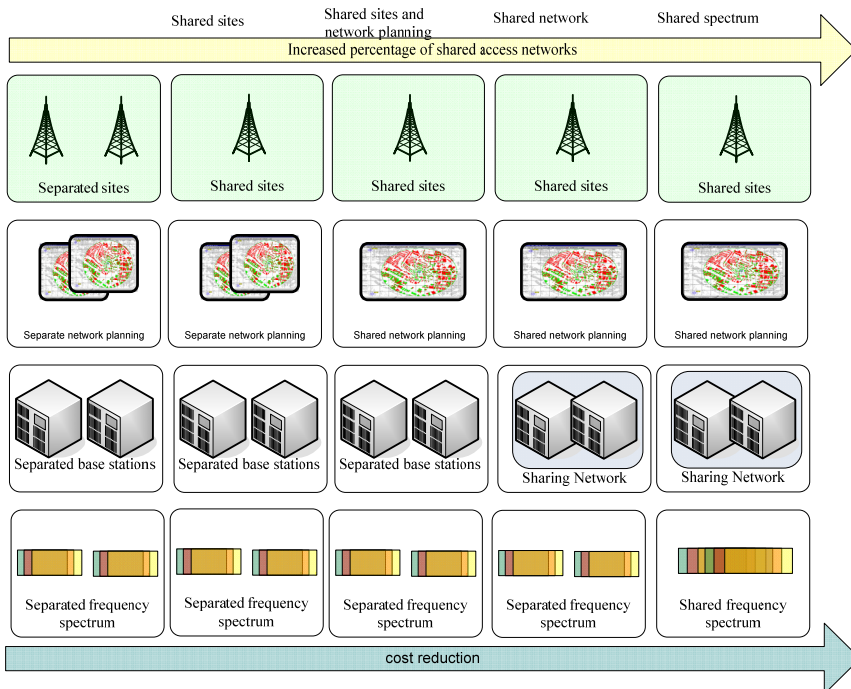 Shared sites
Shared sites and
network planning
Shared network
Shared spectrum
Increased percentage of shared access networks
Separated sites
Shared sites
Shared sites
Shared sites
Shared sites
Separate network planning
Separate network planning
Shared network planning
Shared network planning
Shared network planning
Separated base stations
Separated base stations
Separated base stations
Sharing Network
Sharing Network
Separated frequency
spectrum
Separated frequency
spectrum
Separated frequency
spectrum
Separated frequency
spectrum
Shared frequency
spectrum
cost reduction